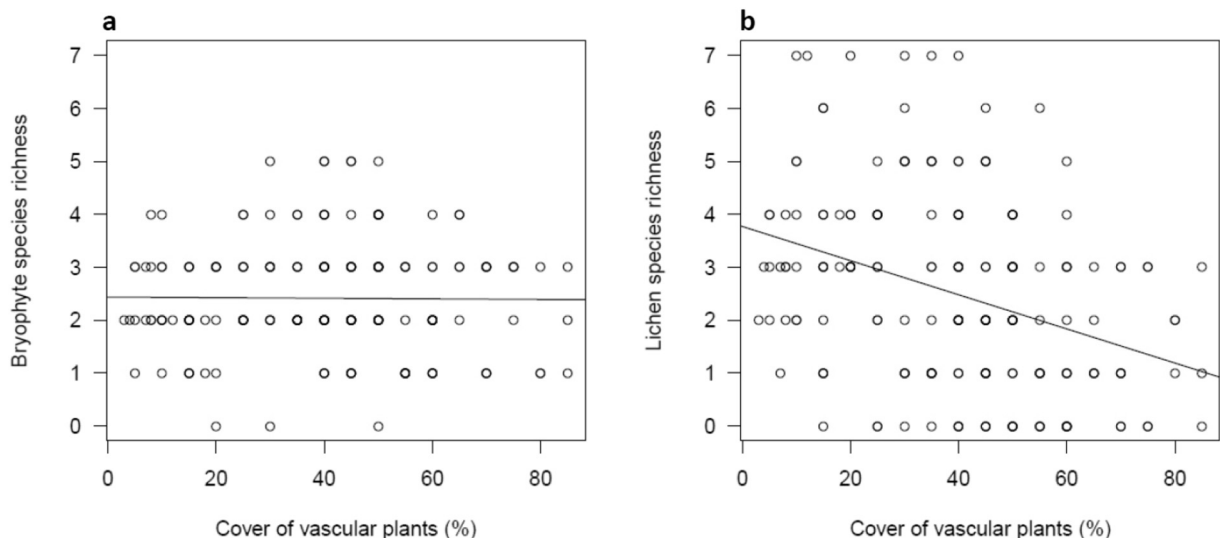 a
7
6
5
4
3
2
1
0
Bryophyte species richness
0 20 40 60 80
Cover of vascular plants (%)
b
7
6
5
4
3
2
1
0
Lichen species richness
0 20 40 60 80
Cover of vascular plants (%)